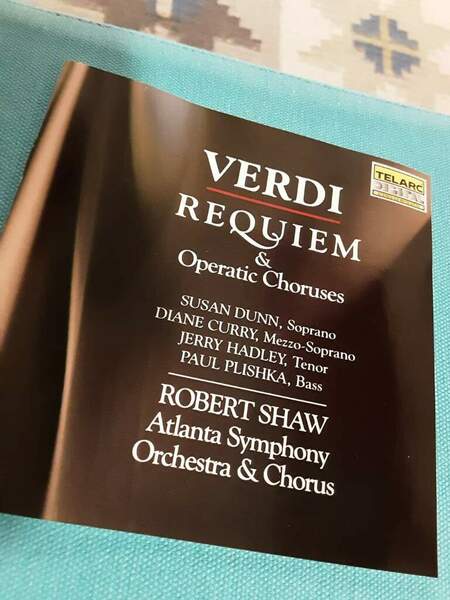 VERDI
REQUIEM
&
Operatic Choruses
TELARC
DIGITAL
SUSAN DUNN, Soprano
DIANE CURRY, Mezzo-Soprano
JERRY HADLEY, Tenor
PAUL PLISHKA, Bass
ROBERT SHAW
Atlanta Symphony
Orchestra & Chorus